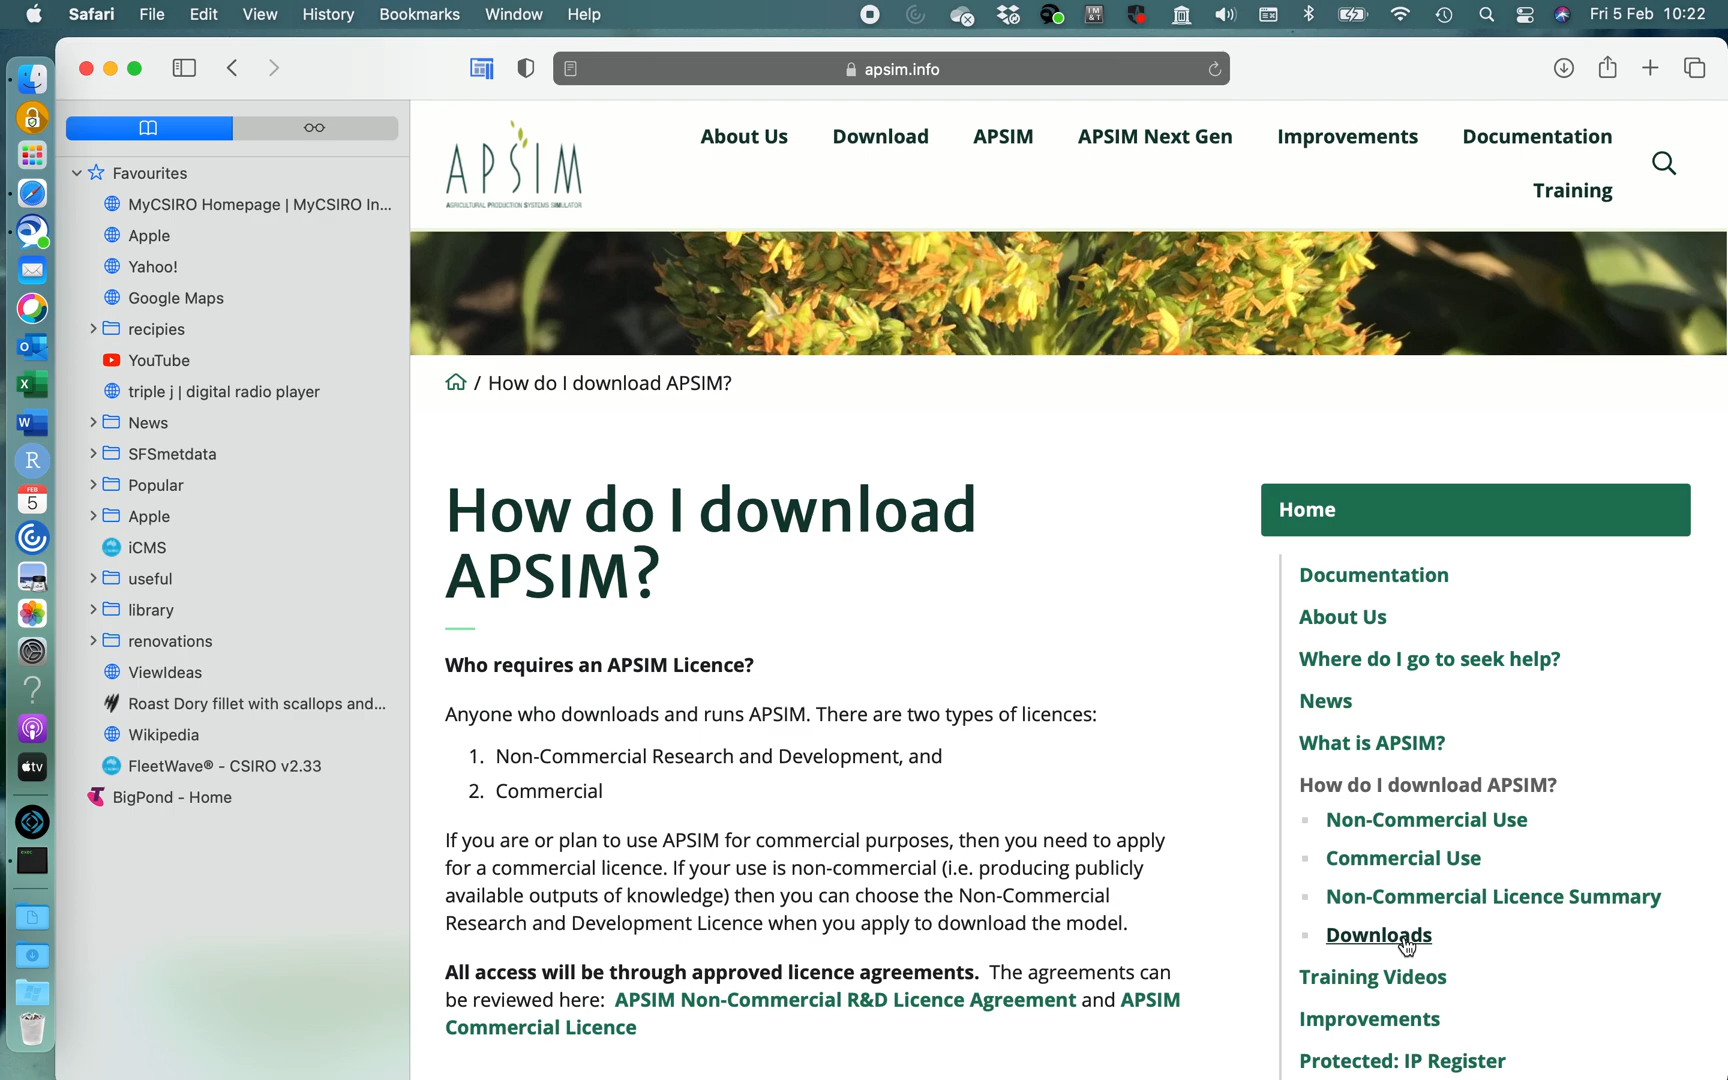 Safari File Edit View History Bookmarks Window Help Fri 5 Feb 10:22
apsim.info
Favourites
MyCSIRO Homepage | MyCSIRO In...
Apple
Yahoo!
Google Maps
recipies
YouTube
triple j | digital radio player
News
SFSmetdata
Popular
Apple
iCMS
useful
library
renovations
ViewIdeas
Roast Dory fillet with scallops and...
Wikipedia
FleetWave® - CSIRO v2.33
BigPond - Home
APSIM
AGRICULTURAL PRODUCTION SYSTEMS SIMULATOR
About Us Download APSIM APSIM Next Gen Improvements Documentation
Training
/ How do I download APSIM?
How do I download
APSIM?
Who requires an APSIM Licence?
Anyone who downloads and runs APSIM. There are two types of licences:
1. Non-Commercial Research and Development, and
2. Commercial
If you are or plan to use APSIM for commercial purposes, then you need to apply
for a commercial licence. If your use is non-commercial (i.e. producing publicly
available outputs of knowledge) then you can choose the Non-Commercial
Research and Development Licence when you apply to download the model.
All access will be through approved licence agreements. The agreements can
be reviewed here: APSIM Non-Commercial R&D Licence Agreement and APSIM
Commercial Licence
Home
Documentation
About Us
Where do I go to seek help?
News
What is APSIM?
How do I download APSIM?
Non-Commercial Use
Commercial Use
Non-Commercial Licence Summary
Downloads
Training Videos
Improvements
Protected: IP Register